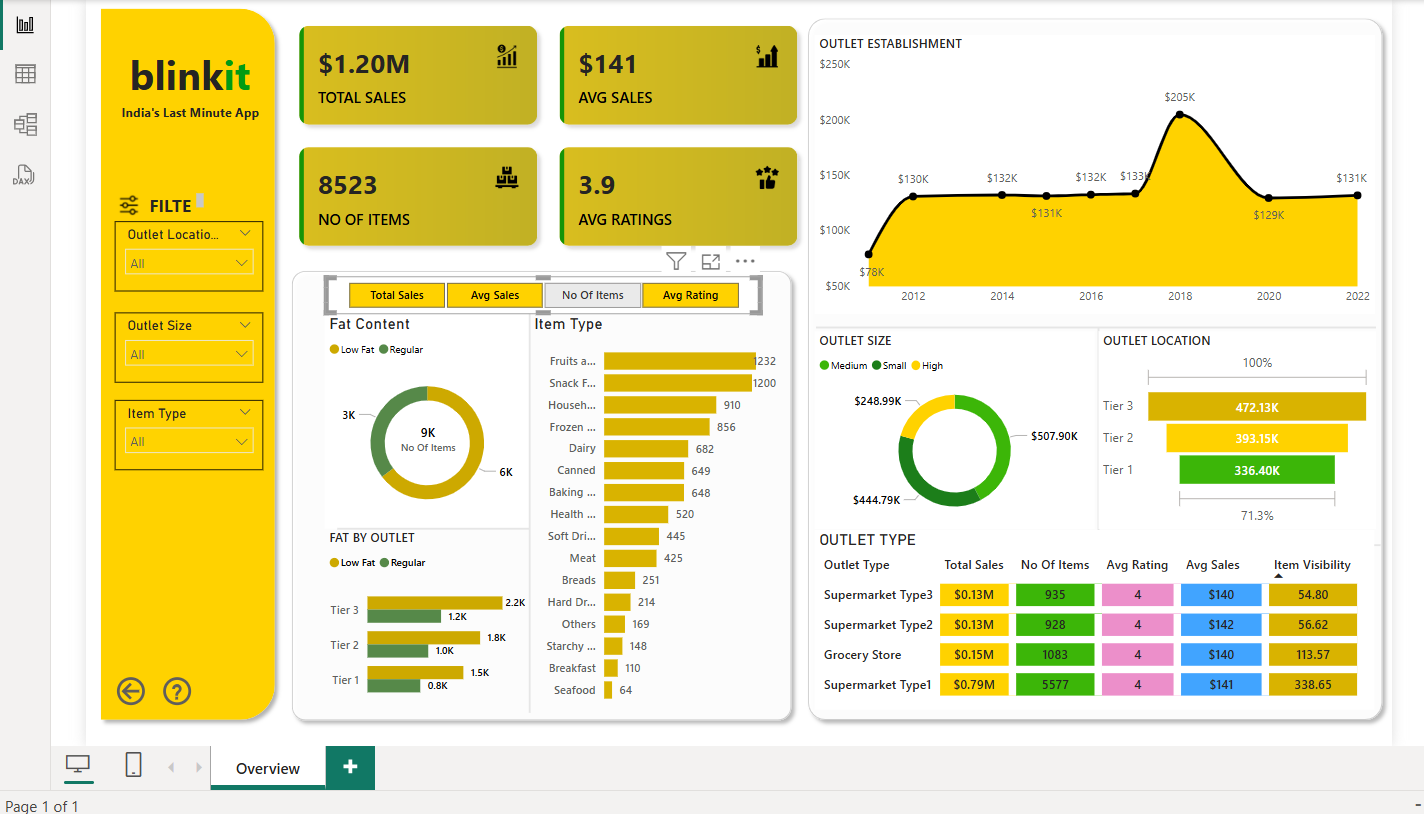 blinkit
India's Last Minute App
FILTE
Outlet Locatio...
All
Outlet Size
All
Item Type
All
$1.20M
TOTAL SALES
$141
AVG SALES
8523
NO OF ITEMS
3.9
AVG RATINGS
Total Sales Avg Sales No Of Items Avg Rating
Fat Content
Low Fat Regular
3K
9K
No Of Items
6K
FAT BY OUTLET
Low Fat Regular
Tier 3 2.2K
1.2K
Tier 2 1.8K
1.0K
Tier 1 1.5K
0.8K
Item Type
Fruits a... 1232
Snack F... 1200
Househ... 910
Frozen ... 856
Dairy 682
Canned 649
Baking ... 648
Health ... 520
Soft Dri... 445
Meat 425
Breads 251
Hard Dr... 214
Others 169
Starchy ... 148
Breakfast 110
Seafood 64
OUTLET ESTABLISHMENT
$250K
$200K
$150K
$100K
$50K
$78K
$130K
$132K
$131K
$132K
$133K
$205K
$129K
$131K
2012 2014 2016 2018 2020 2022
OUTLET SIZE
Medium Small High
$248.99K
$507.90K
$444.79K
OUTLET LOCATION
100%
Tier 3 472.13K
Tier 2 393.15K
Tier 1 336.40K
71.3%
OUTLET TYPE
Outlet Type Total Sales No Of Items Avg Rating Avg Sales Item Visibility
Supermarket Type3 $0.13M 935 4 $140 54.80
Supermarket Type2 $0.13M 928 4 $142 56.62
Grocery Store $0.15M 1083 4 $140 113.57
Supermarket Type1 $0.79M 5577 4 $141 338.65
DAX
Overview
Page 1 of 1